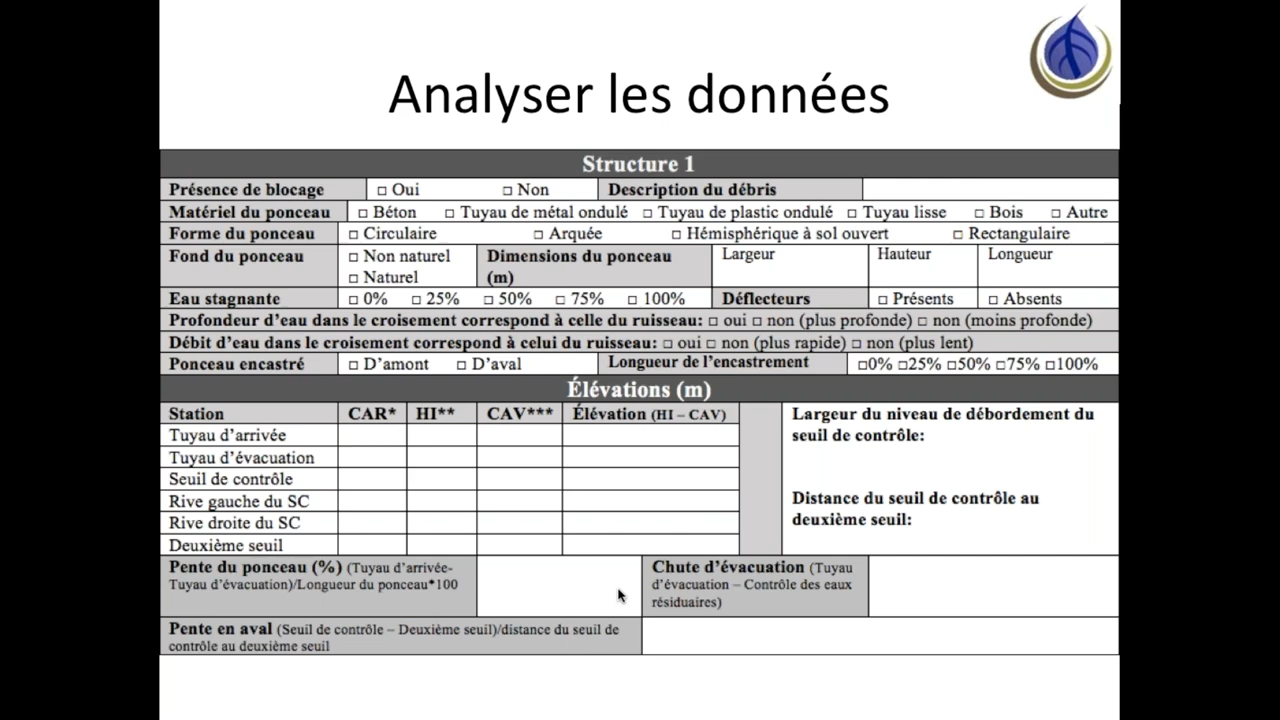 Analyser les données
Structure 1
Présence de blocage □ Oui □ Non Description du débris
Matériel du ponceau □ Béton □ Tuyau de métal ondulé □ Tuyau de plastic ondulé □ Tuyau lisse □ Bois □ Autre
Forme du ponceau □ Circulaire □ Arquée □ Hémisphérique à sol ouvert □ Rectangulaire
Fond du ponceau □ Non naturel Dimensions du ponceau Largeur Hauteur Longueur
□ Naturel (m)
Eau stagnante □ 0% □ 25% □ 50% □ 75% □ 100% Déflecteurs □ Présents □ Absents
Profondeur d'eau dans le croisement correspond à celle du ruisseau: □ oui □ non (plus profonde) □ non (moins profonde)
Débit d'eau dans le croisement correspond à celui du ruisseau: □ oui □ non (plus rapide) □ non (plus lent)
Ponceau encastré □ D'amont □ D'aval Longueur de l'encastrement □0% □25% □50% □75% □100%
Élévations (m)
Station CAR* HI** CAV*** Élévation (HI – CAV) Largeur du niveau de débordement du
Tuyau d'arrivée seuil de contrôle:
Tuyau d'évacuation
Seuil de contrôle
Rive gauche du SC Distance du seuil de contrôle au
Rive droite du SC deuxième seuil:
Deuxième seuil
Pente du ponceau (%) (Tuyau d'arrivée- Chute d'évacuation (Tuyau
Tuyau d'évacuation)/Longueur du ponceau*100 d'évacuation – Contrôle des eaux
résiduaires)
Pente en aval (Seuil de contrôle – Deuxième seuil)/distance du seuil de
contrôle au deuxième seuil